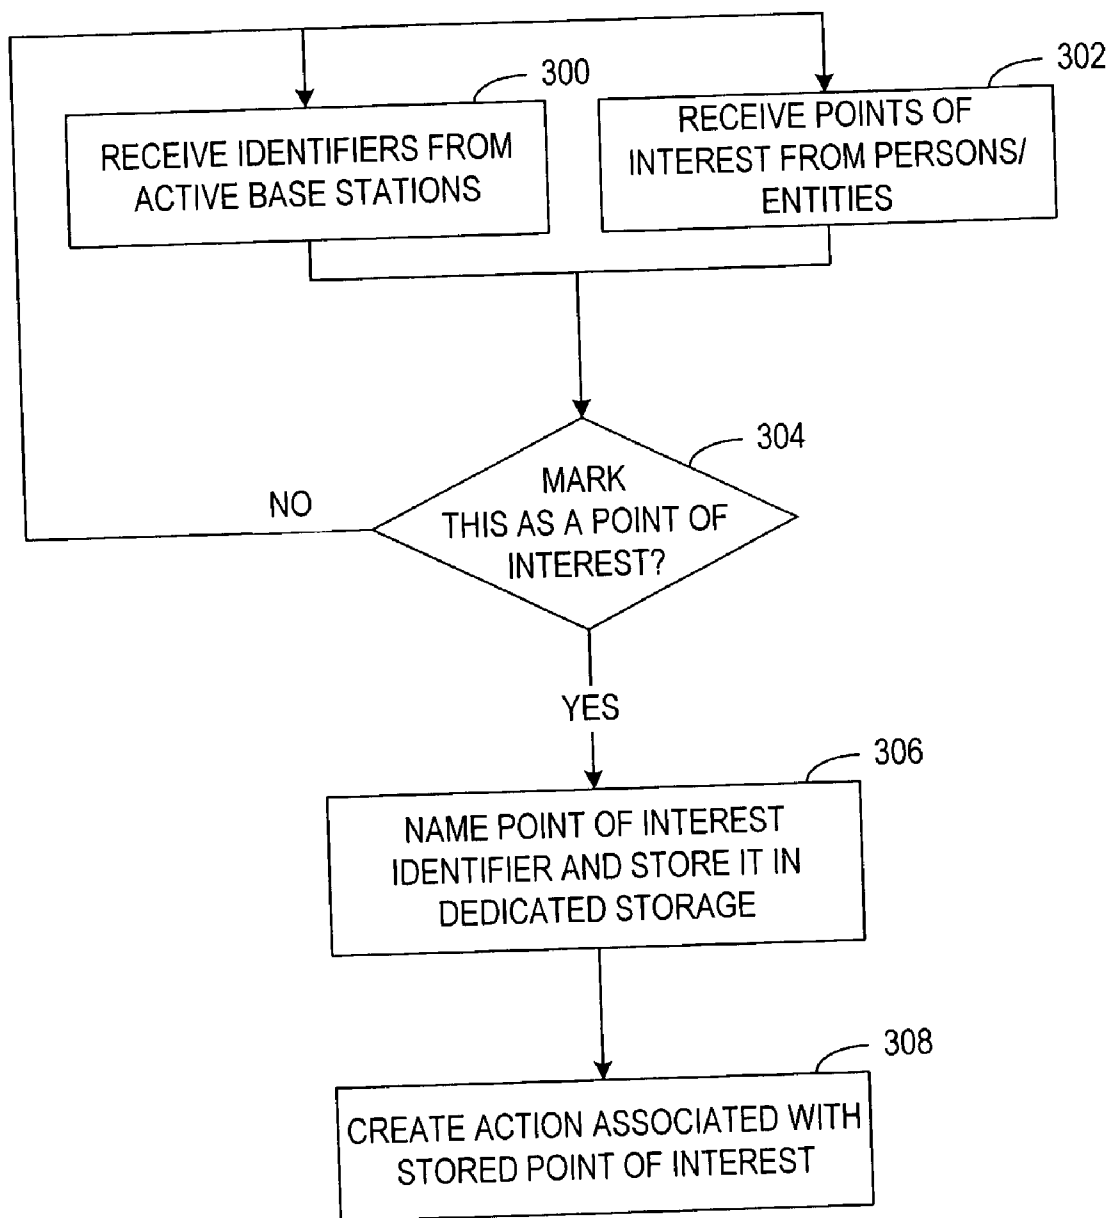 300
RECEIVE IDENTIFIERS FROM
ACTIVE BASE STATIONS
302
RECEIVE POINTS OF
INTEREST FROM PERSONS/
ENTITIES
304
MARK
THIS AS A POINT OF
INTEREST?
NO
YES
306
NAME POINT OF INTEREST
IDENTIFIER AND STORE IT IN
DEDICATED STORAGE
308
CREATE ACTION ASSOCIATED WITH
STORED POINT OF INTEREST